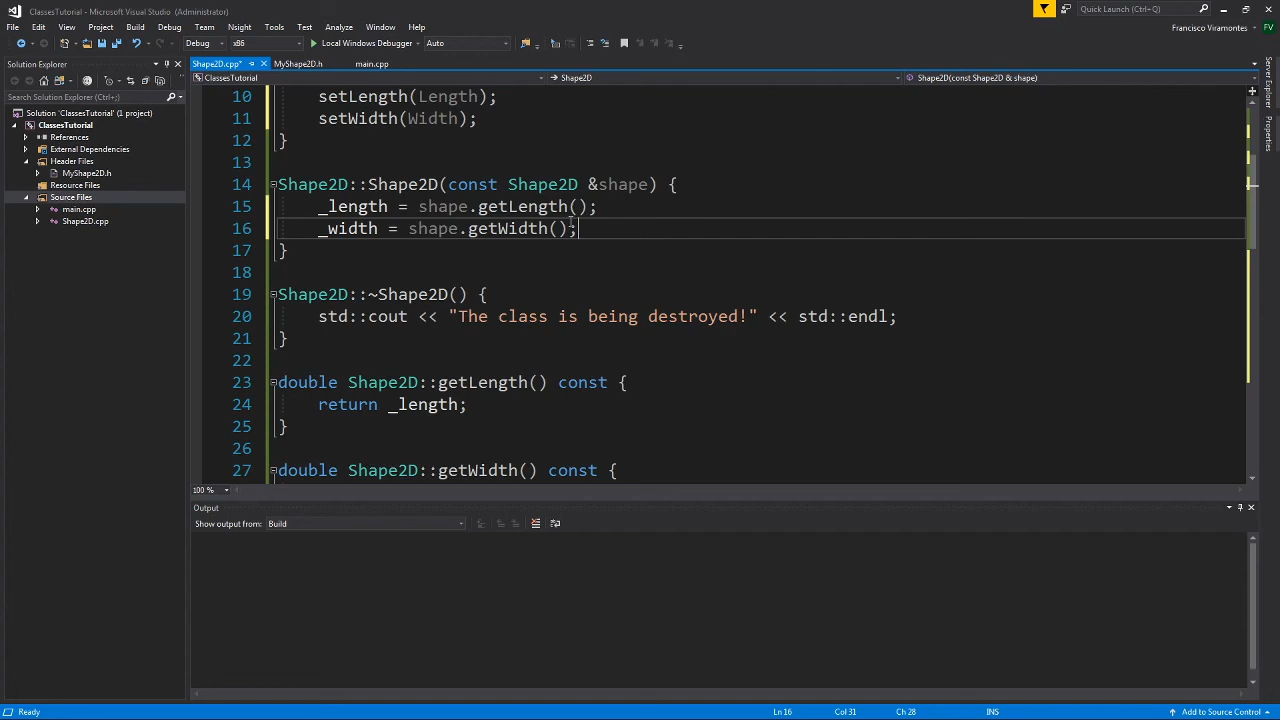 ClassesTutorial - Microsoft Visual Studio (Administrator)
Quick Launch (Ctrl+Q)
File Edit View Project Build Debug Team Nsight Tools Test Analyze Window Help
Francisco Viramontes FV
Debug x86 Local Windows Debugger Auto
Solution Explorer
Shape2D.cpp* MyShape2D.h main.cpp
ClassesTutorial Shape2D Shape2D(const Shape2D & shape)
Search Solution Explorer (Ctrl+;)
Solution 'ClassesTutorial' (1 project)
ClassesTutorial
References
External Dependencies
Header Files
MyShape2D.h
Resource Files
Source Files
main.cpp
Shape2D.cpp
10 setLength(Length);
11 setWidth(Width);
12 }
13
14 Shape2D::Shape2D(const Shape2D &shape) {
15 _length = shape.getLength();
16 _width = shape.getWidth();
17 }
18
19 Shape2D::~Shape2D() {
20 std::cout << "The class is being destroyed!" << std::endl;
21 }
22
23 double Shape2D::getLength() const {
24 return _length;
25 }
26
27 double Shape2D::getWidth() const {
100 %
Output
Show output from: Build
Server Explorer
Properties
Ready Ln 16 Col 31 Ch 28 INS Add to Source Control